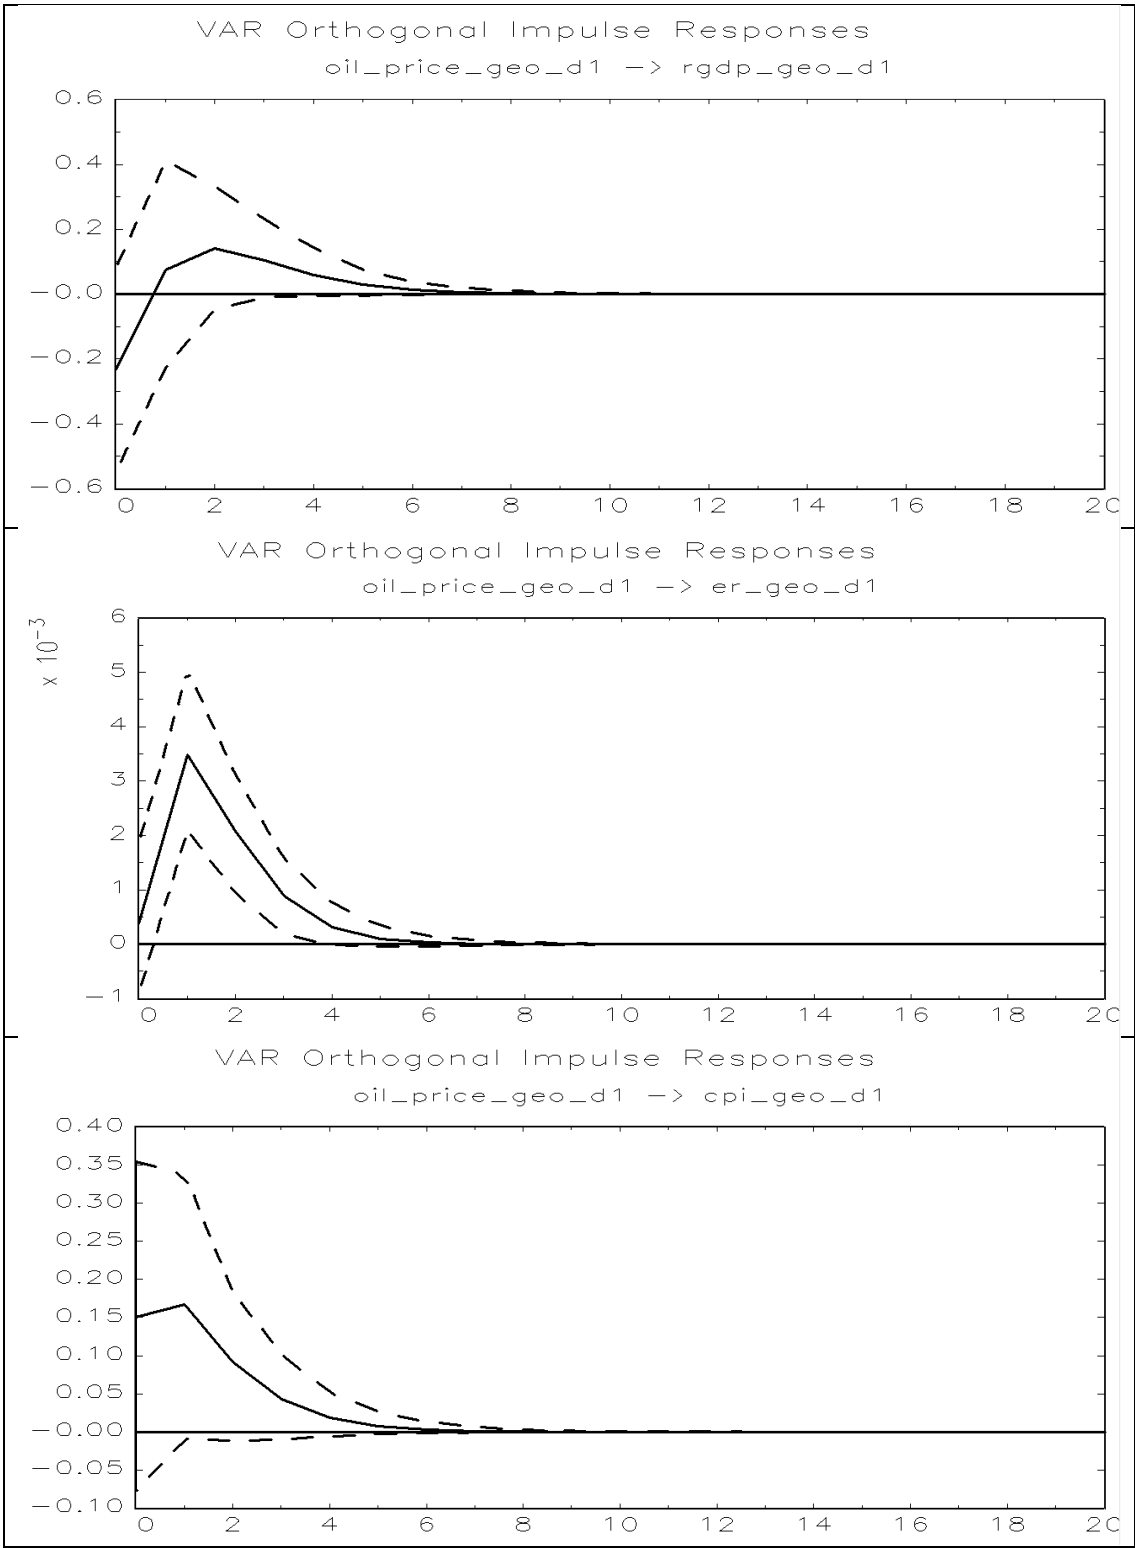 VAR Orthogonal Impulse Responses
oil_price_geo_d1 -> rgdp_geo_d1
0.6
0.4
0.2
-0.0
-0.2
-0.4
-0.6
0 2 4 6 8 10 12 14 16 18 20
VAR Orthogonal Impulse Responses
oil_price_geo_d1 -> er_geo_d1
x 10⁻³
6
5
4
3
2
1
0
-1
0 2 4 6 8 10 12 14 16 18 20
VAR Orthogonal Impulse Responses
oil_price_geo_d1 -> cpi_geo_d1
0.40
0.35
0.30
0.25
0.20
0.15
0.10
0.05
-0.00
-0.05
-0.10
0 2 4 6 8 10 12 14 16 18 20